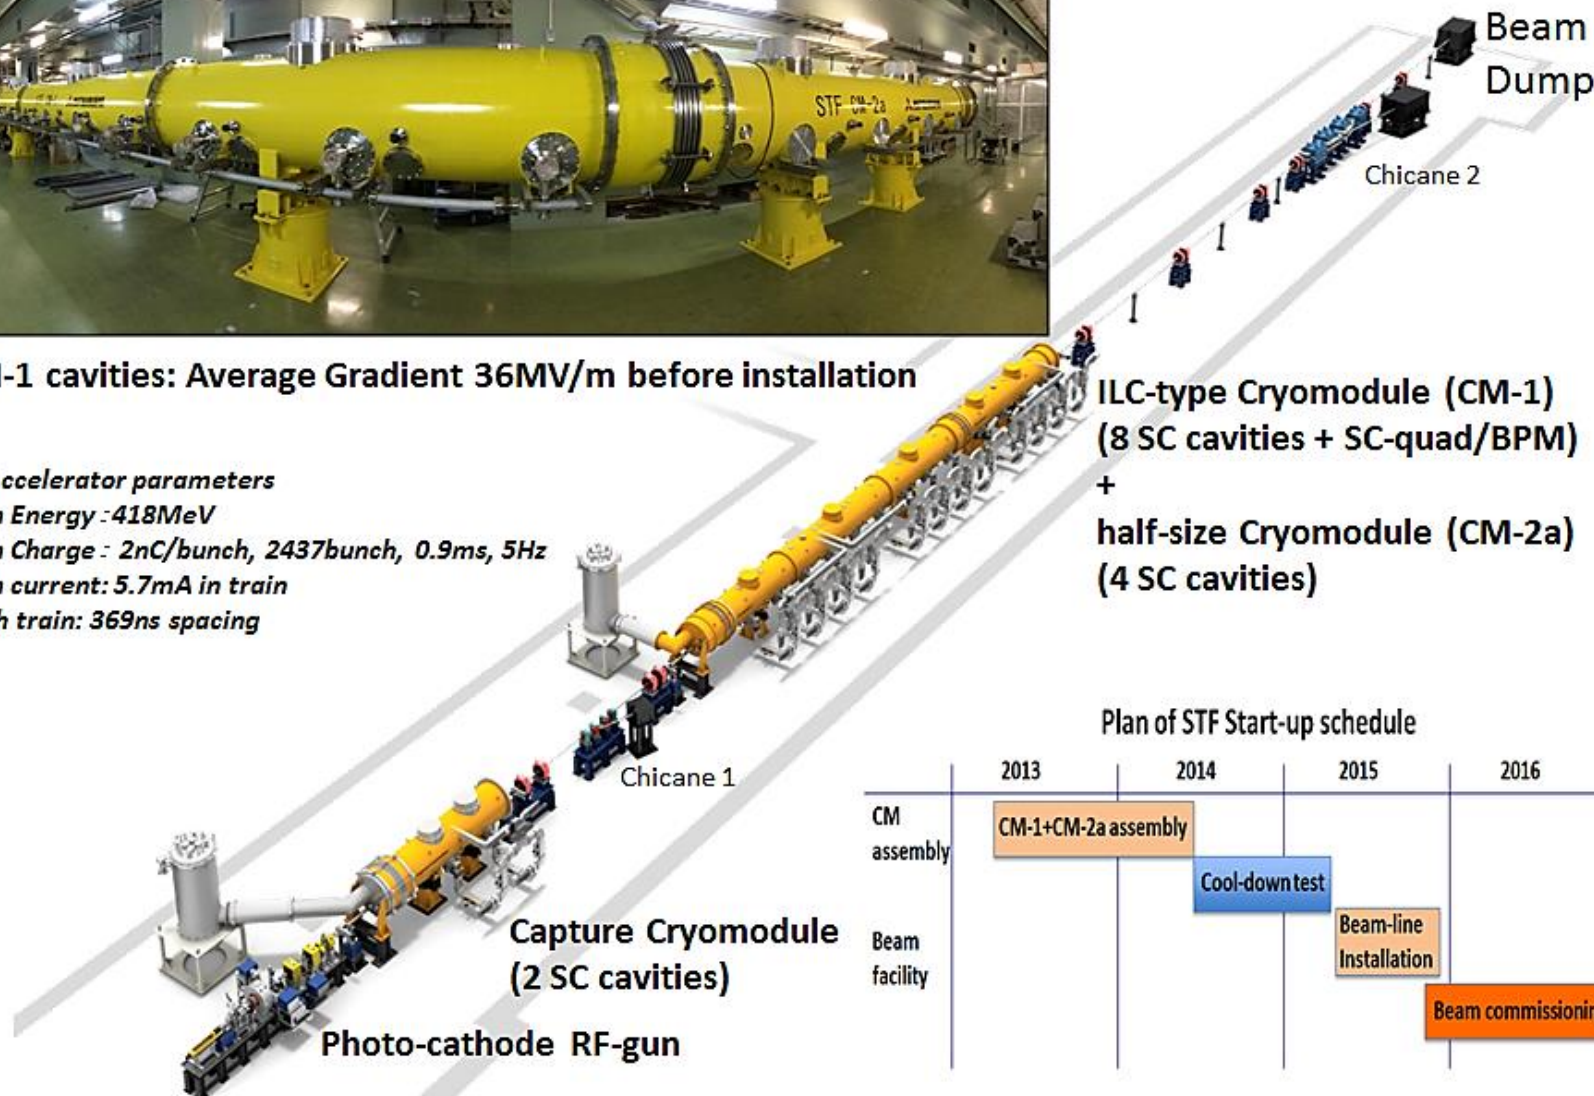 STF CM-2a
Beam
Dump
Chicane 2
-1 cavities: Average Gradient 36MV/m before installation
ILC-type Cryomodule (CM-1)
(8 SC cavities + SC-quad/BPM)
+
half-size Cryomodule (CM-2a)
(4 SC cavities)
ccelerator parameters
Energy : 418MeV
Charge : 2nC/bunch, 2437bunch, 0.9ms, 5Hz
current: 5.7mA in train
h train: 369ns spacing
Chicane 1
Capture Cryomodule
(2 SC cavities)
Photo-cathode RF-gun
Plan of STF Start-up schedule
2013 2014 2015 2016
CM
assembly
CM-1+CM-2a assembly
Cool-down test
Beam
facility
Beam-line
Installation
Beam commissionin